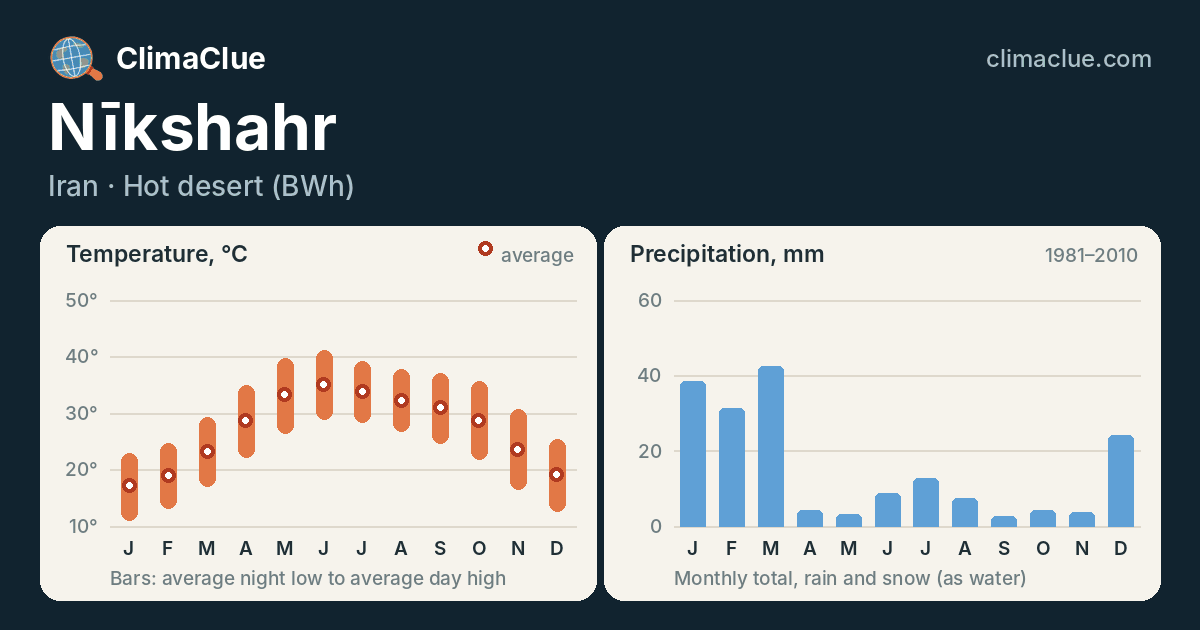 ClimaClue
climaclue.com
Nīkshahr
Iran · Hot desert (BWh)
Temperature, °C
average
50°
40°
30°
20°
10°
J F M A M J J A S O N D
Bars: average night low to average day high
Precipitation, mm
1981–2010
60
40
20
0
J F M A M J J A S O N D
Monthly total, rain and snow (as water)